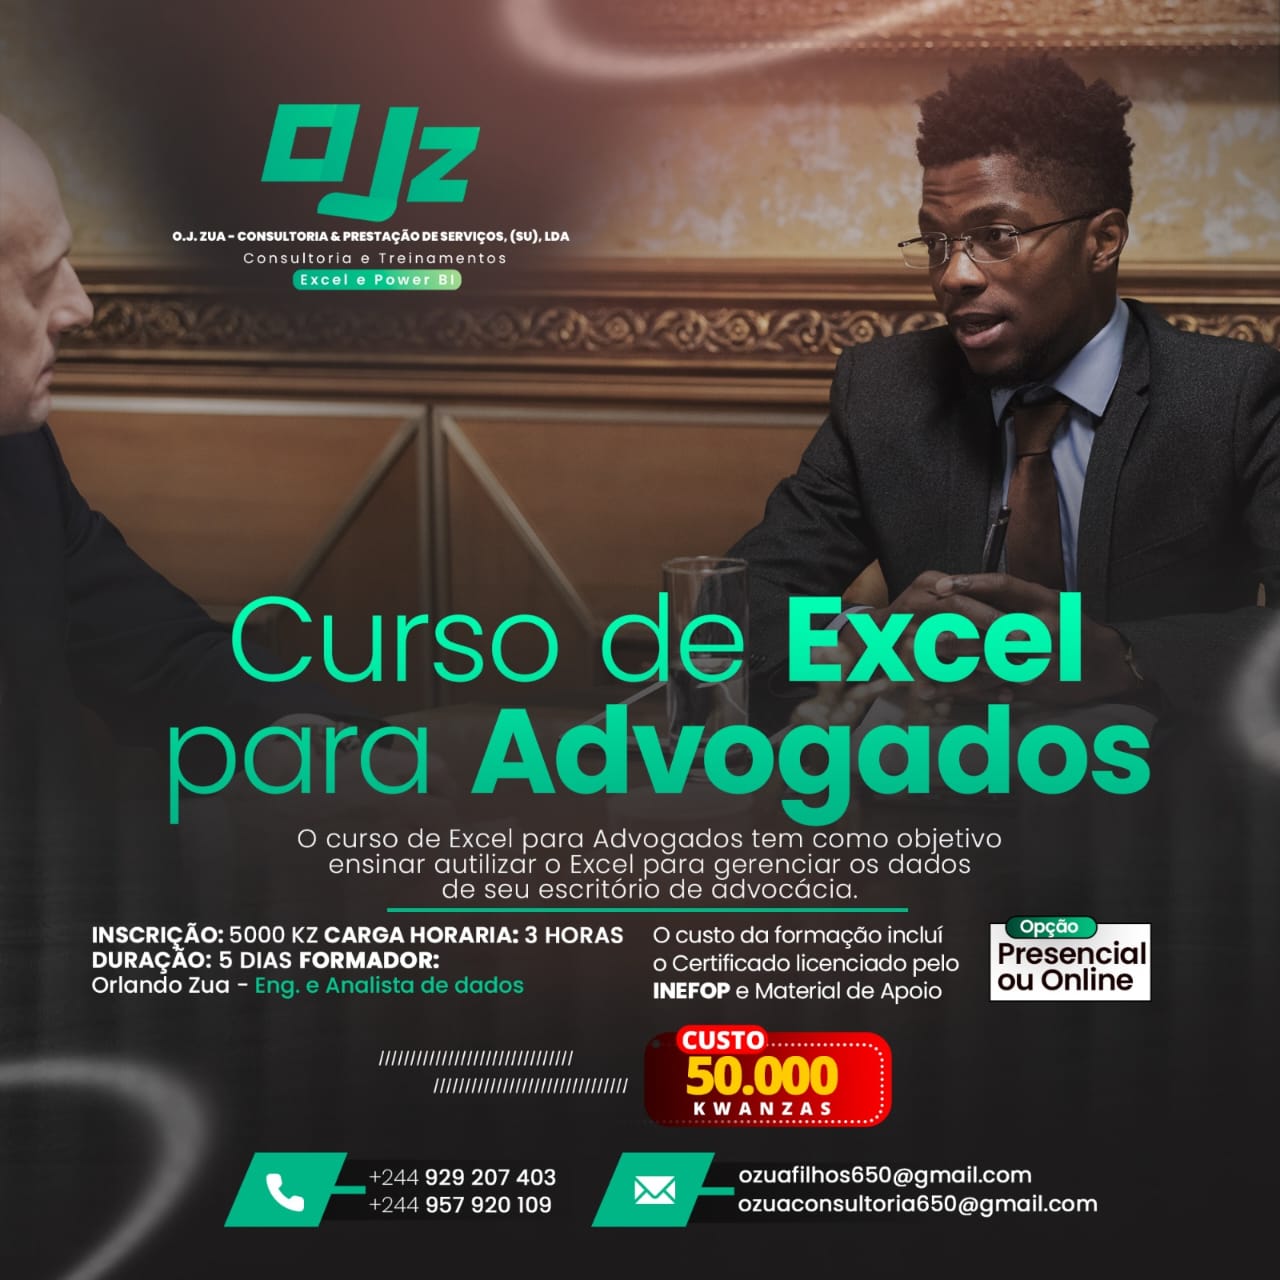 OJZ
O.J. ZUA - CONSULTORIA & PRESTAÇÃO DE SERVIÇOS, (SU), LDA
Consultoria e Treinamentos
Excel e Power BI
Curso de Excel
para Advogados
O curso de Excel para Advogados tem como objetivo
ensinar autilizar o Excel para gerenciar os dados
de seu escritório de advocácia.
INSCRIÇÃO: 5000 KZ CARGA HORARIA: 3 HORAS
DURAÇÃO: 5 DIAS FORMADOR:
Orlando Zua - Eng. e Analista de dados
O custo da formação incluí
o Certificado licenciado pelo
INEFOP e Material de Apoio
Opção
Presencial
ou Online
CUSTO
50.000
KWANZAS
+244 929 207 403
+244 957 920 109
ozuafilhos650@gmail.com
ozuaconsultoria650@gmail.com